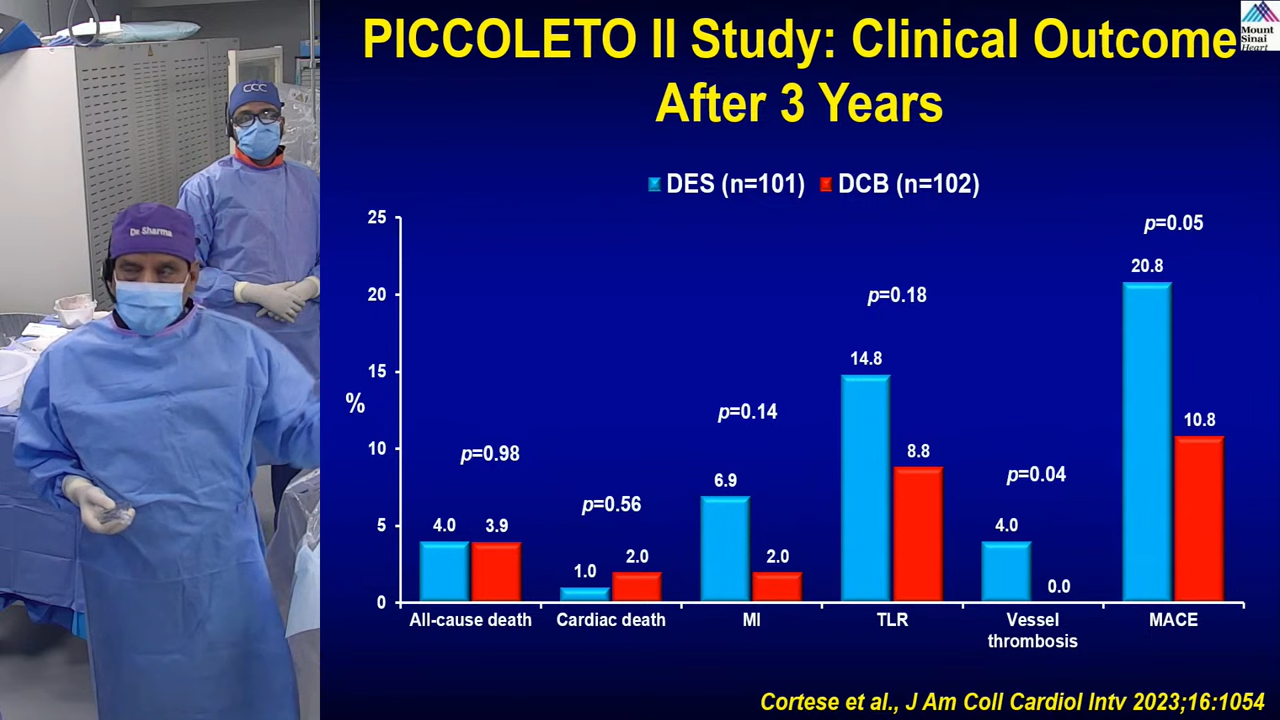 CCC
Dr Sharma
PICCOLETO II Study: Clinical Outcome
After 3 Years
Mount
Sinai
Heart
DES (n=101)
DCB (n=102)
25
20
15
10
5
0
%
p=0.98
4.0
3.9
p=0.56
1.0
2.0
p=0.14
6.9
2.0
p=0.18
14.8
8.8
p=0.04
4.0
0.0
p=0.05
20.8
10.8
All-cause death
Cardiac death
MI
TLR
Vessel
thrombosis
MACE
Cortese et al., J Am Coll Cardiol Intv 2023;16:1054